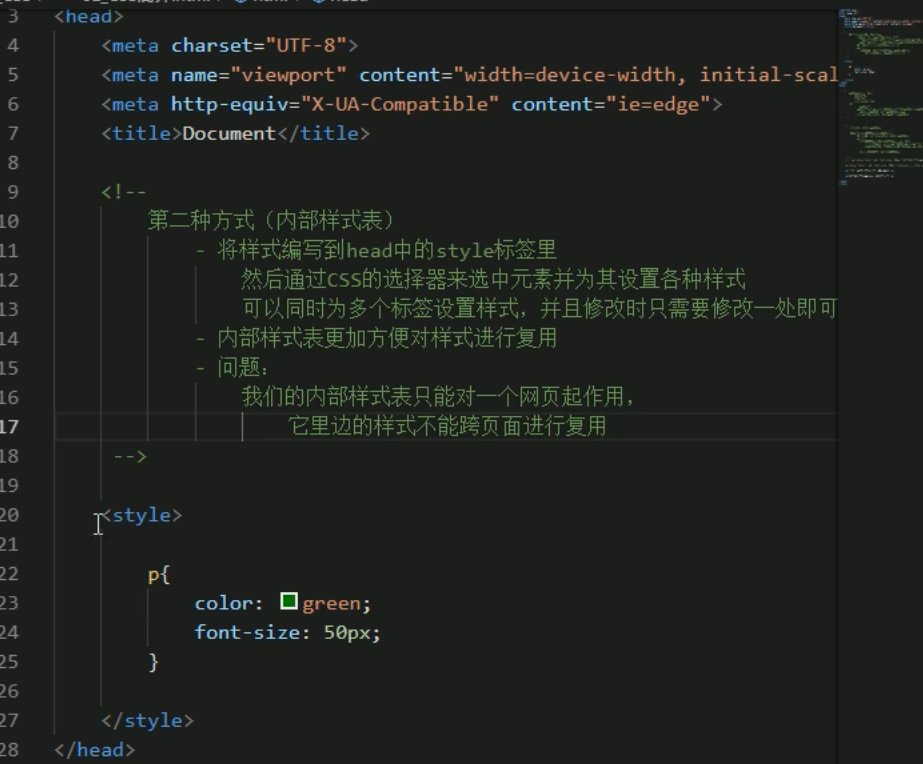 3 <head>
4 <meta charset="UTF-8">
5 <meta name="viewport" content="width=device-width, initial-scal
6 <meta http-equiv="X-UA-Compatible" content="ie=edge">
7 <title>Document</title>
8
9 <!--
10 第二种方式（内部样式表）
11 - 将样式编写到head中的style标签里
12 然后通过CSS的选择器来选中元素并为其设置各种样式
13 可以同时为多个标签设置样式，并且修改时只需要修改一处即可
14 - 内部样式表更加方便对样式进行复用
15 - 问题：
16 我们的内部样式表只能对一个网页起作用，
17 它里边的样式不能跨页面进行复用
18 -->
19
20 <style>
21
22 p{
23 color: green;
24 font-size: 50px;
25 }
26
27 </style>
28 </head>